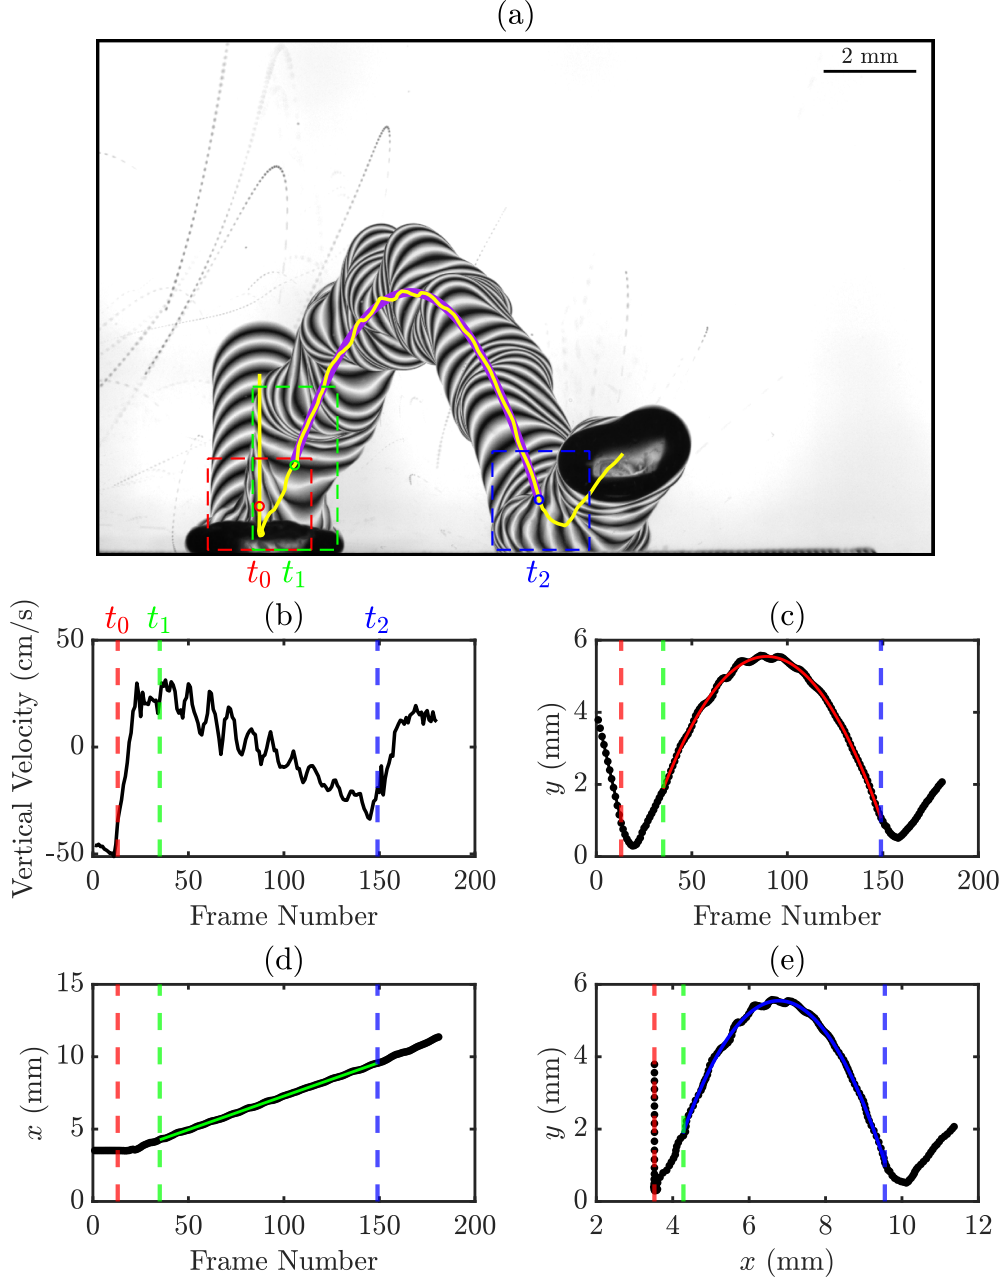 (a)
2 mm
t₀ t₁ t₂
(b)
t₀ t₁ t₂
Vertical Velocity (cm/s)
50
0
-50
0 50 100 150 200
Frame Number
(c)
y (mm)
6
4
2
0
0 50 100 150 200
Frame Number
(d)
x (mm)
15
10
5
0
0 50 100 150 200
Frame Number
(e)
y (mm)
6
4
2
0
2 4 6 8 10 12
x (mm)